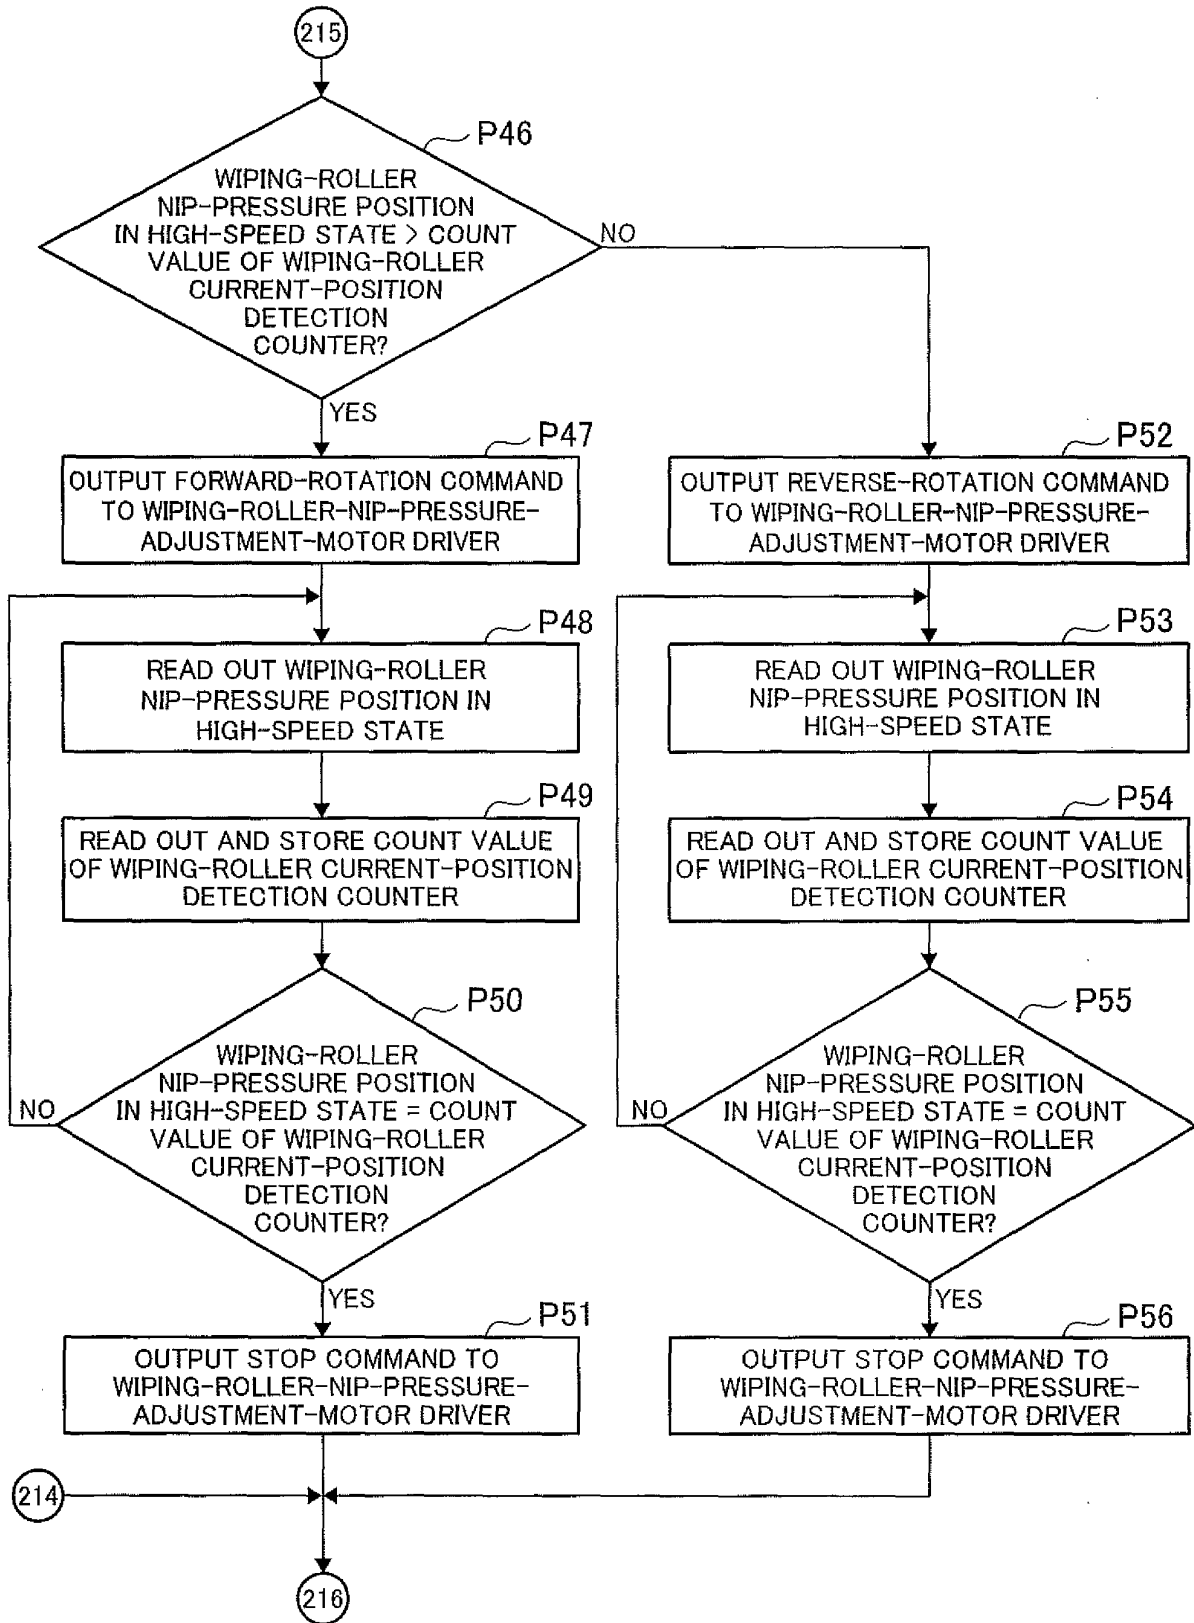 215
P46
WIPING-ROLLER
NIP-PRESSURE POSITION
IN HIGH-SPEED STATE > COUNT
VALUE OF WIPING-ROLLER
CURRENT-POSITION
DETECTION
COUNTER?
NO
YES
P47
OUTPUT FORWARD-ROTATION COMMAND
TO WIPING-ROLLER-NIP-PRESSURE-
ADJUSTMENT-MOTOR DRIVER
P52
OUTPUT REVERSE-ROTATION COMMAND
TO WIPING-ROLLER-NIP-PRESSURE-
ADJUSTMENT-MOTOR DRIVER
P48
READ OUT WIPING-ROLLER
NIP-PRESSURE POSITION IN
HIGH-SPEED STATE
P53
READ OUT WIPING-ROLLER
NIP-PRESSURE POSITION IN
HIGH-SPEED STATE
P49
READ OUT AND STORE COUNT VALUE
OF WIPING-ROLLER CURRENT-POSITION
DETECTION COUNTER
P54
READ OUT AND STORE COUNT VALUE
OF WIPING-ROLLER CURRENT-POSITION
DETECTION COUNTER
P50
WIPING-ROLLER
NIP-PRESSURE POSITION
IN HIGH-SPEED STATE = COUNT
VALUE OF WIPING-ROLLER
CURRENT-POSITION
DETECTION
COUNTER?
NO
YES
P55
WIPING-ROLLER
NIP-PRESSURE POSITION
IN HIGH-SPEED STATE = COUNT
VALUE OF WIPING-ROLLER
CURRENT-POSITION
DETECTION
COUNTER?
NO
YES
P51
OUTPUT STOP COMMAND TO
WIPING-ROLLER-NIP-PRESSURE-
ADJUSTMENT-MOTOR DRIVER
P56
OUTPUT STOP COMMAND TO
WIPING-ROLLER-NIP-PRESSURE-
ADJUSTMENT-MOTOR DRIVER
214
216